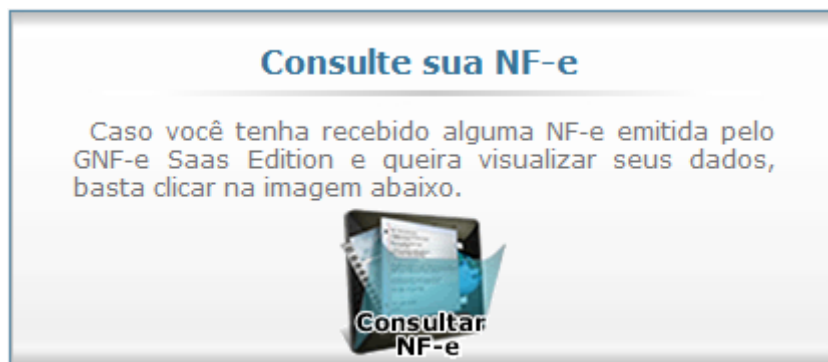 Consulte sua NF-e
Caso você tenha recebido alguma NF-e emitida pelo
GNF-e Saas Edition e queira visualizar seus dados,
basta clicar na imagem abaixo.
Consultar
NF-e